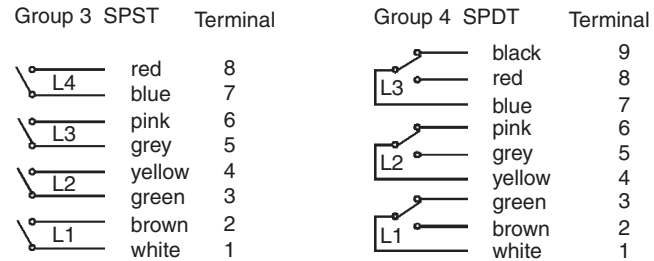 Group 3 SPST Terminal
red 8
L4
blue 7
pink 6
L3
grey 5
yellow 4
L2
green 3
brown 2
L1
white 1
Group 4 SPDT Terminal
black 9
red 8
L3
blue 7
pink 6
grey 5
L2
yellow 4
green 3
brown 2
L1
white 1